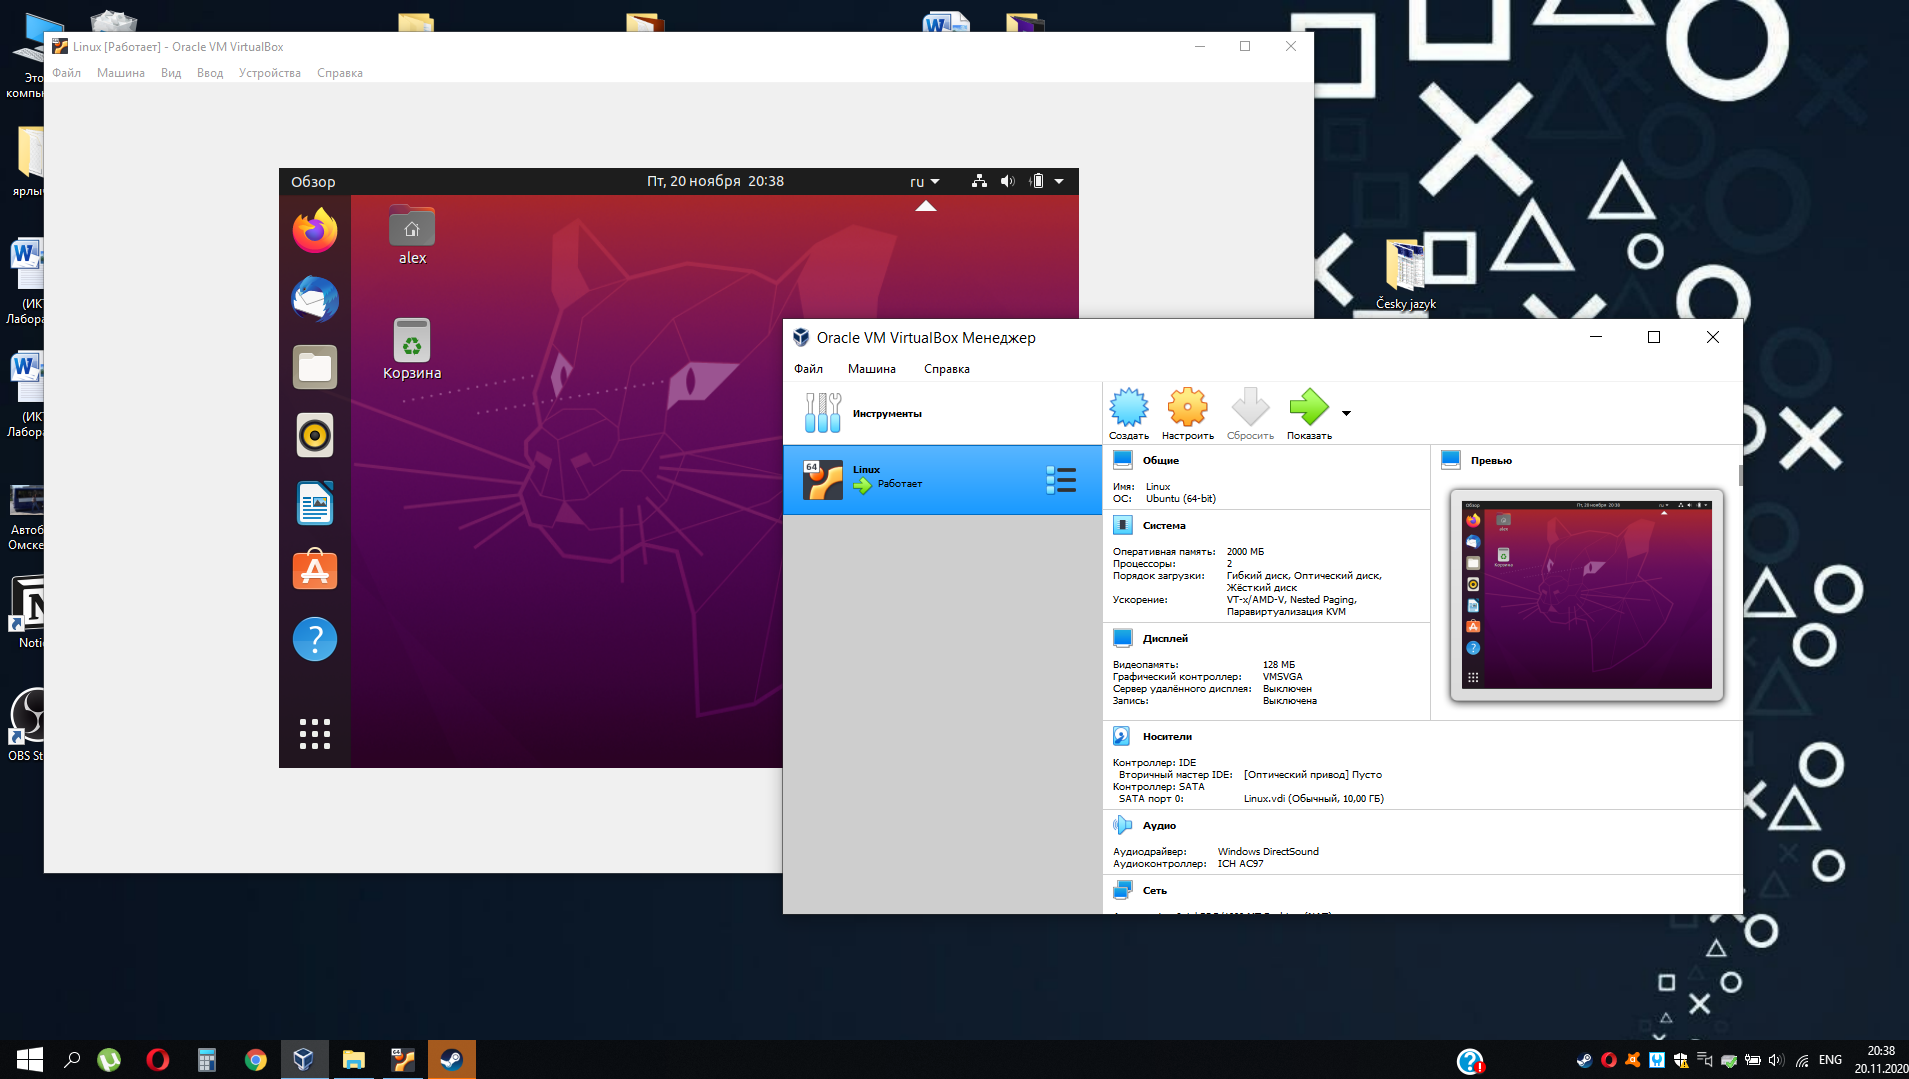 Linux [Работает] - Oracle VM VirtualBox
Файл Машина Вид Ввод Устройства Справка
Обзор Пт, 20 ноября 20:38 ru
alex
Корзина
Это
компь
ярлы
(ИК
Лабора
(ИК
Лабора
Автоб
Омске
Notic
OBS St
Česky jazyk
Oracle VM VirtualBox Менеджер
Файл Машина Справка
Инструменты
Создать Настроить Сбросить Показать
64 Linux
Работает
Общие
Имя: Linux
ОС: Ubuntu (64-bit)
Система
Оперативная память: 2000 МБ
Процессоры: 2
Порядок загрузки: Гибкий диск, Оптический диск,
Жёсткий диск
Ускорение: VT-x/AMD-V, Nested Paging,
Паравиртуализация KVM
Дисплей
Видеопамять: 128 МБ
Графический контроллер: VMSVGA
Сервер удалённого дисплея: Выключен
Запись: Выключена
Превью
Носители
Контроллер: IDE
Вторичный мастер IDE: [Оптический привод] Пусто
Контроллер: SATA
SATA порт 0: Linux.vdi (Обычный, 10,00 ГБ)
Аудио
Аудиодрайвер: Windows DirectSound
Аудиоконтроллер: ICH AC97
Сеть
ENG
20:38
20.11.2020